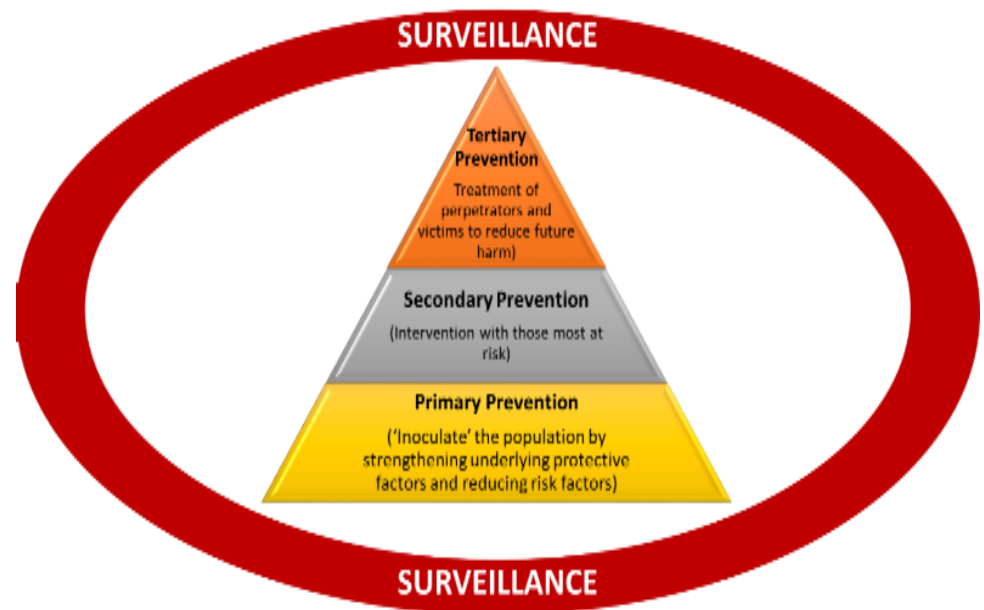 SURVEILLANCE
Tertiary
Prevention
Treatment of
perpetrators and
victims to reduce future
harm)
Secondary Prevention
(Intervention with those most at
risk)
Primary Prevention
(‘Inoculate’ the population by
strengthening underlying protective
factors and reducing risk factors)
SURVEILLANCE